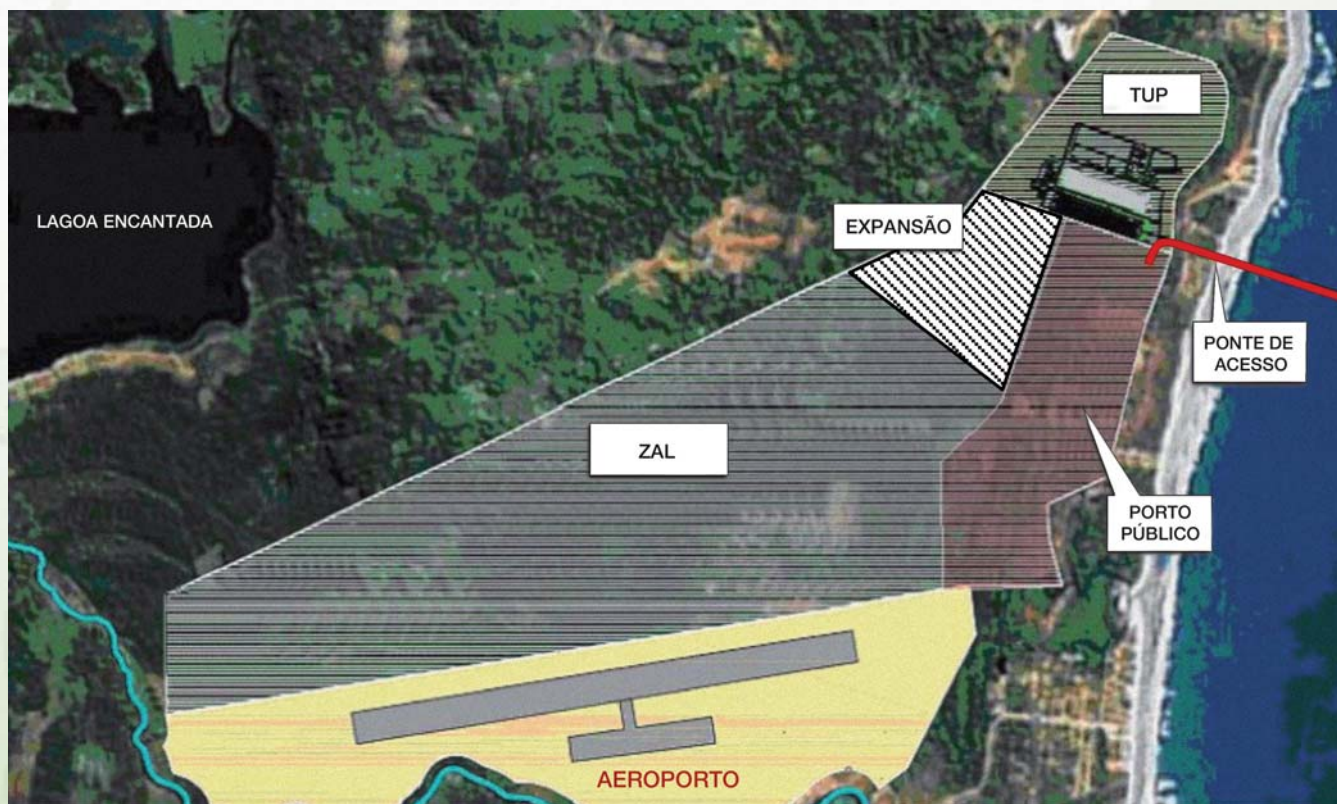 TUP
LAGOA ENCANTADA
EXPANSÃO
PONTE DE
ACESSO
ZAL
PORTO
PÚBLICO
AEROPORTO